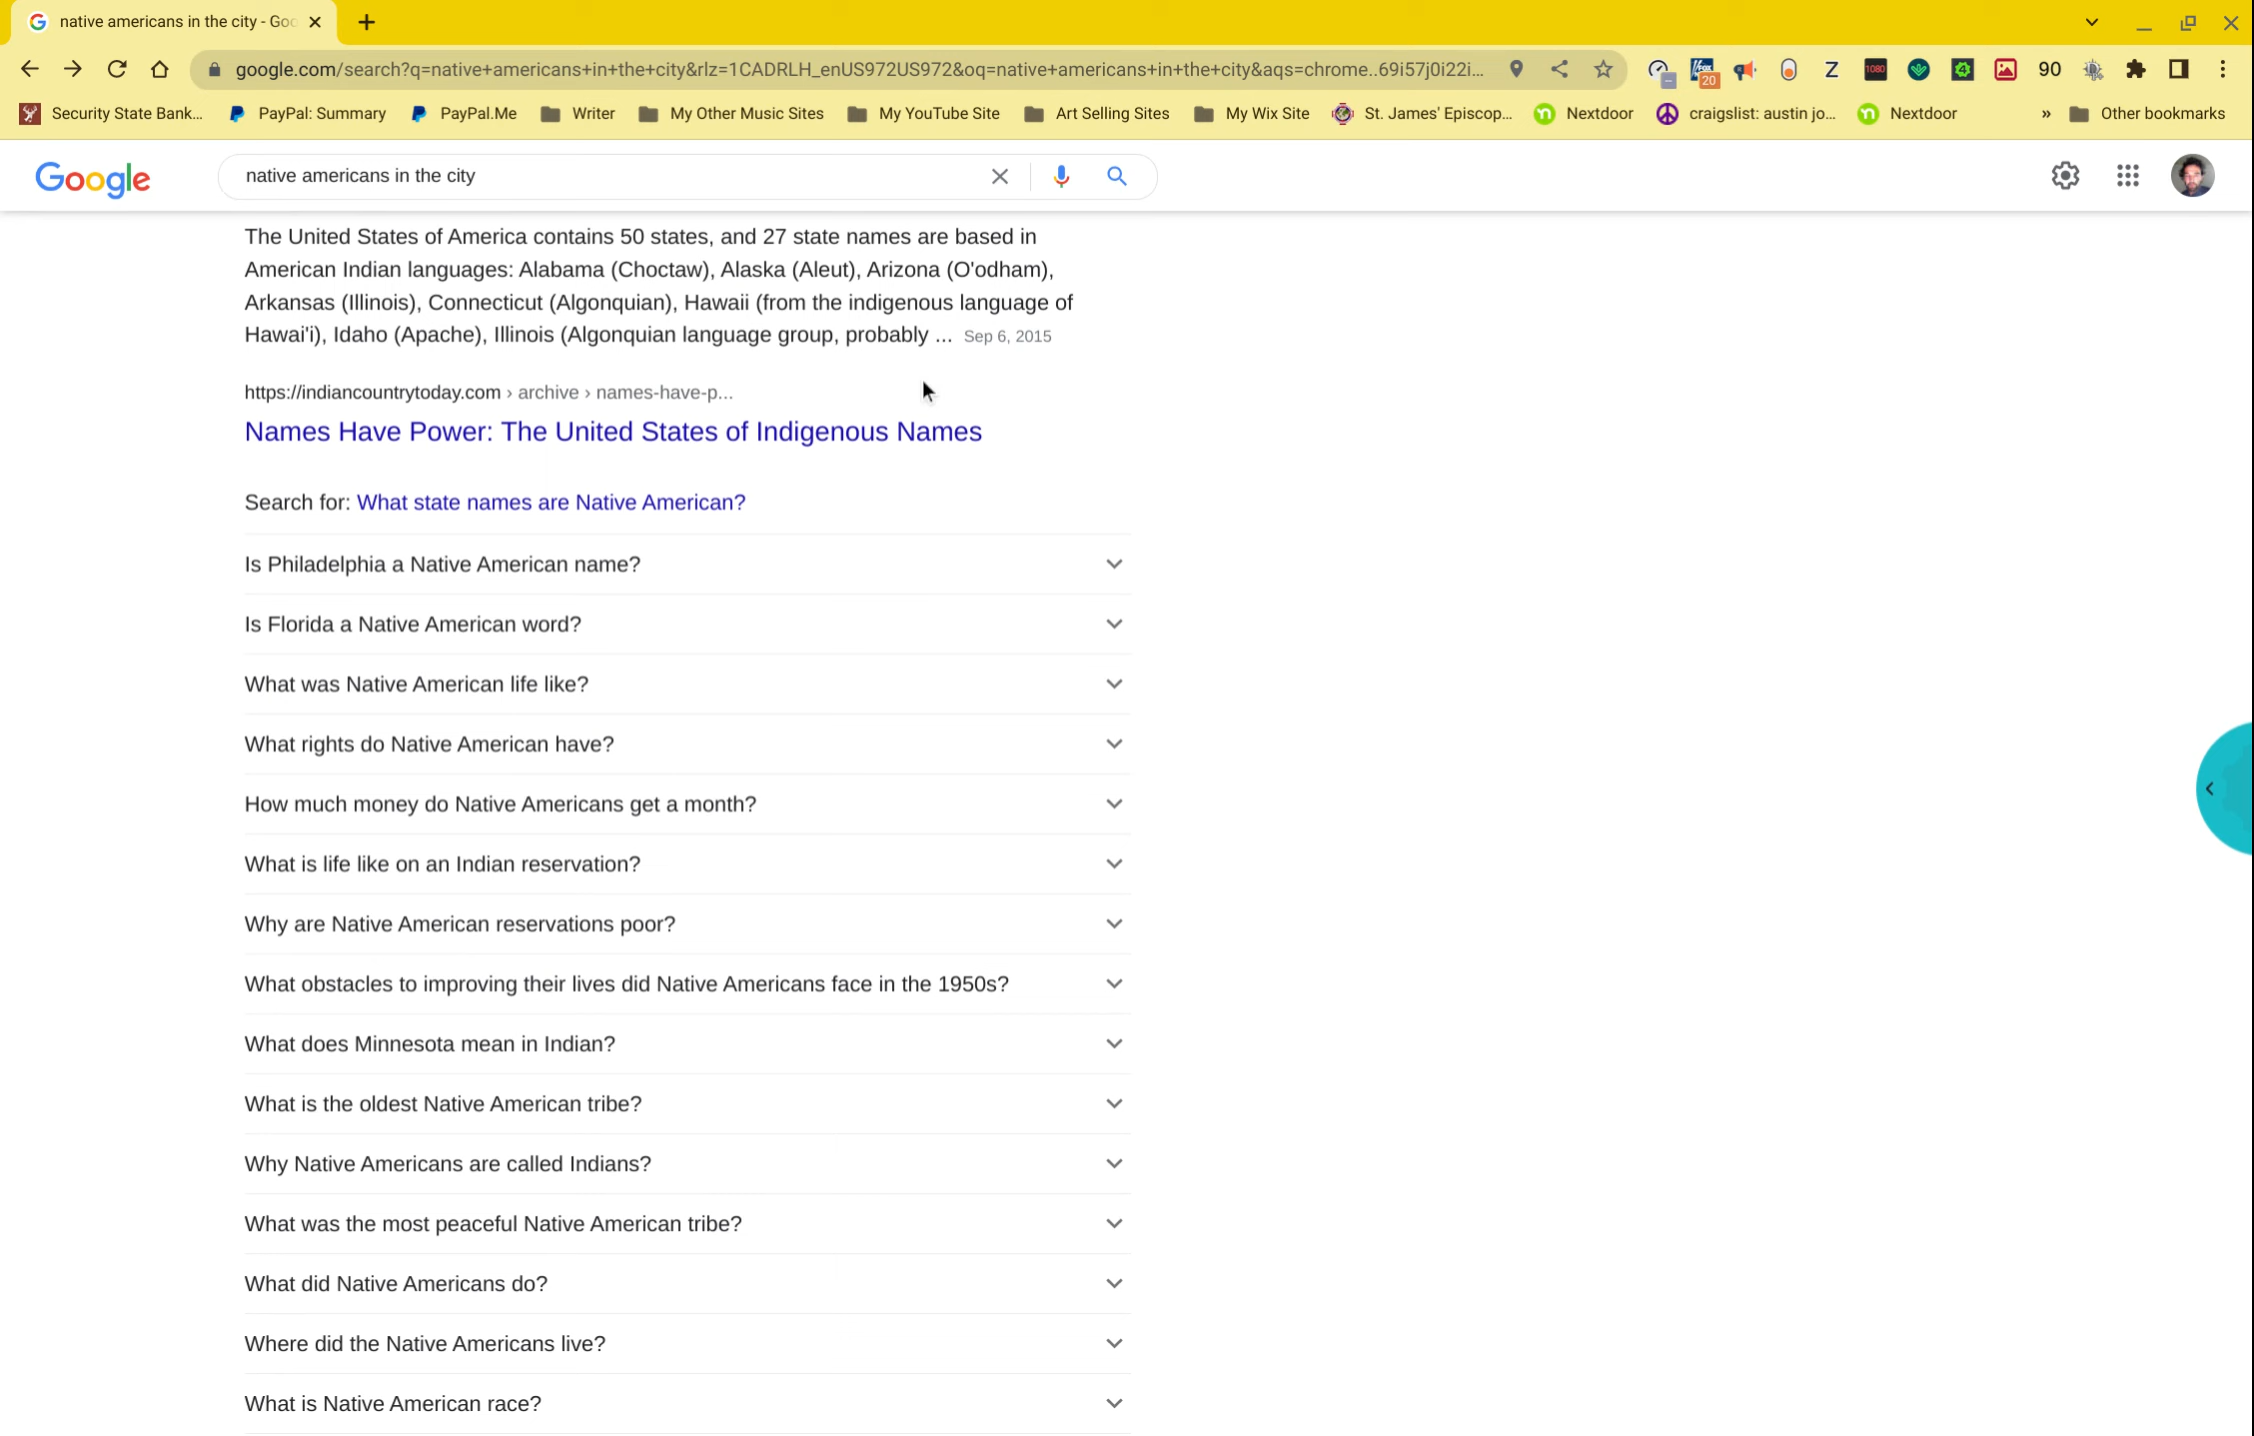 native americans in the city - Goo
google.com/search?q=native+americans+in+the+city&rlz=1CADRLH_enUS972US972&oq=native+americans+in+the+city&aqs=chrome..69i57j0i22i...
20
Z
1080
90
Security State Bank...
PayPal: Summary
PayPal.Me
Writer
My Other Music Sites
My YouTube Site
Art Selling Sites
My Wix Site
St. James' Episcop...
Nextdoor
craigslist: austin jo...
Nextdoor
»
Other bookmarks
Google
native americans in the city
The United States of America contains 50 states, and 27 state names are based in
American Indian languages: Alabama (Choctaw), Alaska (Aleut), Arizona (O'odham),
Arkansas (Illinois), Connecticut (Algonquian), Hawaii (from the indigenous language of
Hawai'i), Idaho (Apache), Illinois (Algonquian language group, probably ... Sep 6, 2015
https://indiancountrytoday.com › archive › names-have-p...
Names Have Power: The United States of Indigenous Names
Search for: What state names are Native American?
Is Philadelphia a Native American name?
Is Florida a Native American word?
What was Native American life like?
What rights do Native American have?
How much money do Native Americans get a month?
What is life like on an Indian reservation?
Why are Native American reservations poor?
What obstacles to improving their lives did Native Americans face in the 1950s?
What does Minnesota mean in Indian?
What is the oldest Native American tribe?
Why Native Americans are called Indians?
What was the most peaceful Native American tribe?
What did Native Americans do?
Where did the Native Americans live?
What is Native American race?